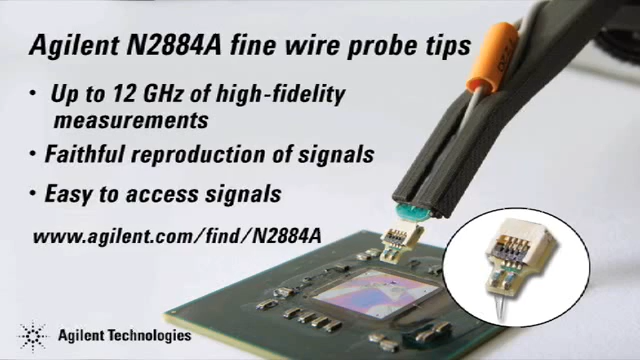 Agilent N2884A fine wire probe tips
• Up to 12 GHz of high-fidelity
measurements
• Faithful reproduction of signals
• Easy to access signals
www.agilent.com/find/N2884A
Agilent Technologies